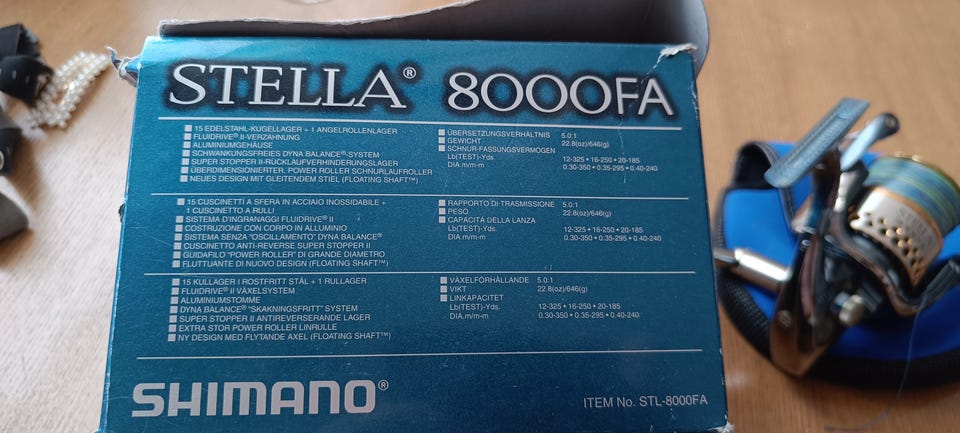 STELLA® 8000FA
15 EDELSTAHL-KUGELLAGER + 1 ANGELROLLENLAGER
FLUIDRIVE® II-VERZAHNUNG
ALUMINIUMGEHÄUSE
SCHWANKUNGSFREIES DYNA BALANCE®-SYSTEM
SUPER STOPPER II-RÜCKLAUFVERHINDERUNGSLAGER
ÜBERDIMENSIONIERTER, POWER ROLLER SCHNURLAUFROLLER
NEUES DESIGN MIT GLEITENDEM STIEL (FLOATING SHAFT™)
ÜBERSETZUNGSVERHÄLTNIS 5.0:1
GEWICHT 22.8(oz)/646(g)
SCHNUR-FASSUNGSVERMÖGEN
Lb(TEST)-Yds. 12-325 • 16-250 • 20-185
DIA.m/m-m 0.30-350 • 0.35-295 • 0.40-240
15 CUSCINETTI A SFERA IN ACCIAO INOSSIDABILE +
1 CUSCINETTO A RULLI
SISTEMA D'INGRANAGGI FLUIDRIVE® II
COSTRUZIONE CON CORPO IN ALLUMINIO
SISTEMA SENZA "OSCILLAMENTO" DYNA BALANCE®
CUSCINETTO ANTI-REVERSE SUPER STOPPER II
GUIDAFILO "POWER ROLLER" DI GRANDE DIAMETRO
FLUTTUANTE DI NUOVO DESIGN (FLOATING SHAFT™)
RAPPORTO DI TRASMISSIONE 5.0:1
PESO 22.8(oz)/646(g)
CAPACITÀ DELLA LANZA
Lb(TEST)-Yds. 12-325 • 16-250 • 20-185
DIA.m/m-m 0.30-350 • 0.35-295 • 0.40-240
15 KULLAGER I ROSTFRITT STÅL + 1 RULLAGER
FLUIDRIVE® II VÄXELSYSTEM
ALUMINIUMSTOMME
DYNA BALANCE® "SKAKNINGSFRITT" SYSTEM
SUPER STOPPER II ANTIREVERSERANDE LAGER
EXTRA STOR POWER ROLLER LINRULLE
NY DESIGN MED FLYTANDE AXEL (FLOATING SHAFT™)
VÄXELFÖRHÅLLANDE 5.0:1
VIKT 22.8(oz)/646(g)
LINKAPACITET
Lb(TEST)-Yds. 12-325 • 16-250 • 20-185
DIA.m/m-m 0.30-350 • 0.35-295 • 0.40-240
SHIMANO®
ITEM No. STL-8000FA